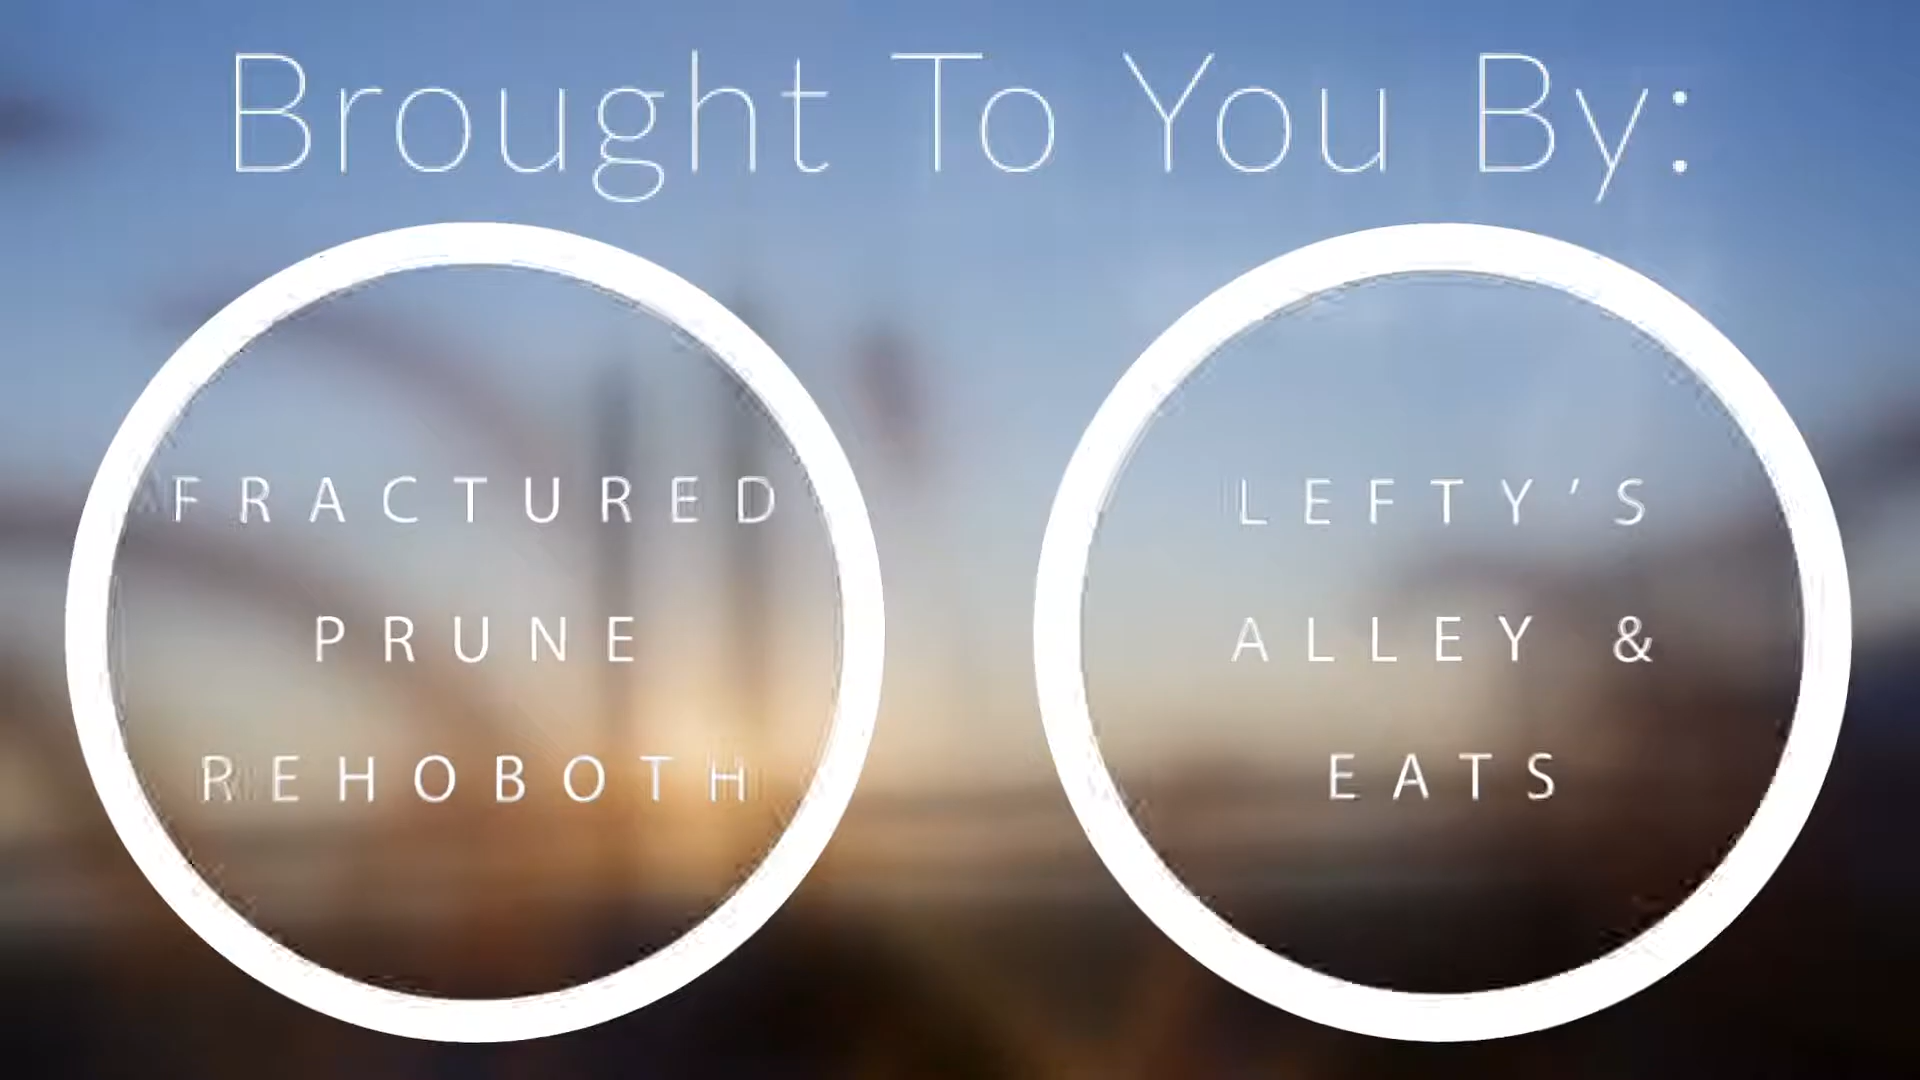 Brought To You By:
FRACTURED
PRUNE
REHOBOTH
LEFTY'S
ALLEY &
EATS